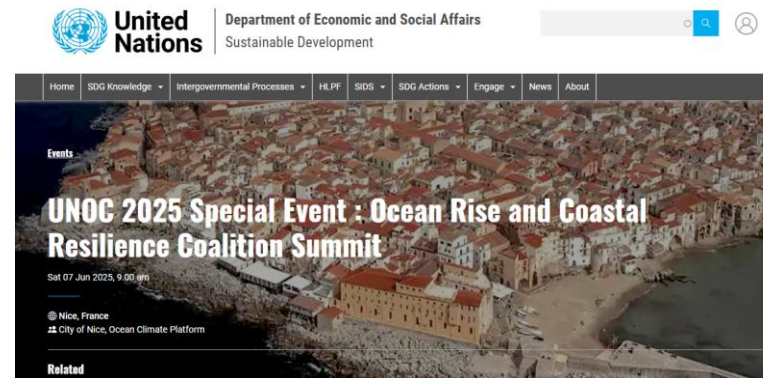 United
Nations
Department of Economic and Social Affairs
Sustainable Development
Home SDG Knowledge Intergovernmental Processes HLPF SIDS SDG Actions Engage News About
Events
UNOC 2025 Special Event : Ocean Rise and Coastal
Resilience Coalition Summit
Sat 07 Jun 2025, 9.00 am
Nice, France
City of Nice, Ocean Climate Platform
Related